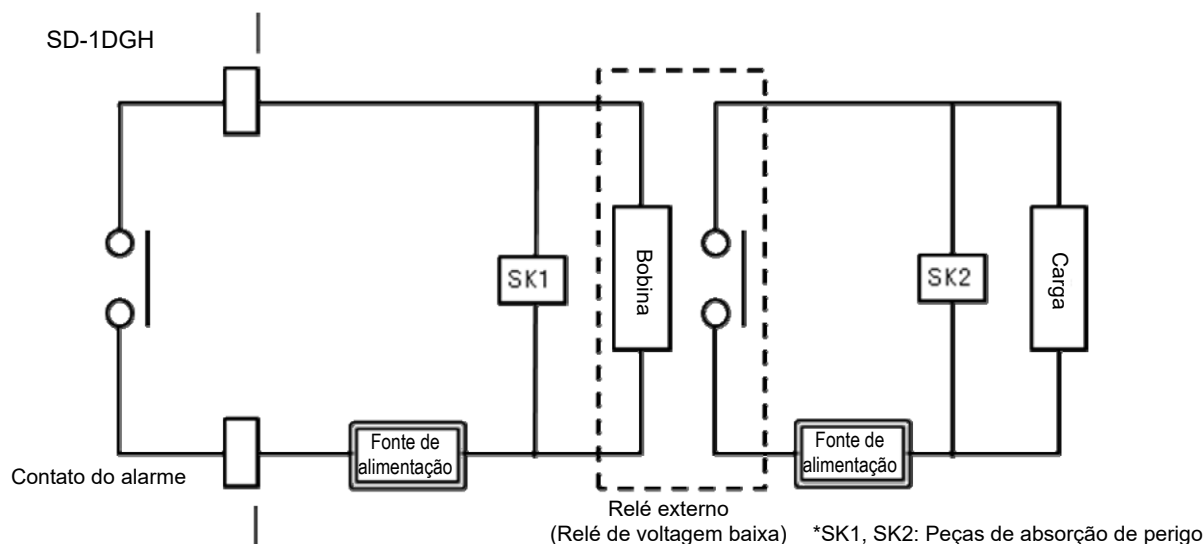 SD-1DGH
SK1
Bobina
SK2
Carga
Fonte de
alimentação
Fonte de
alimentação
Contato do alarme
Relé externo
(Relé de voltagem baixa)
*SK1, SK2: Peças de absorção de perigo